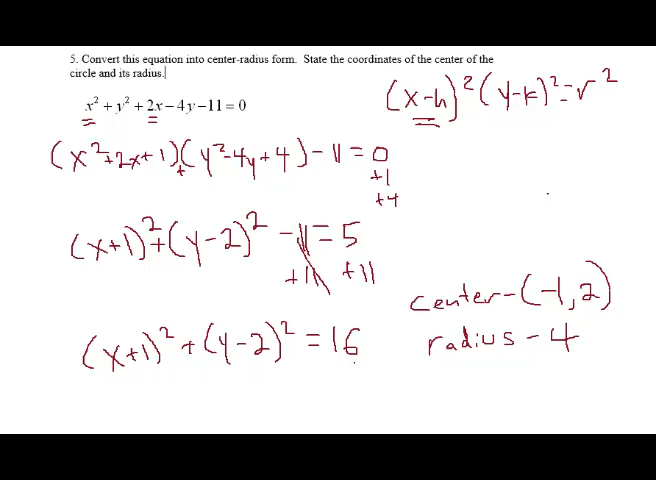 5. Convert this equation into center-radius form. State the coordinates of the center of the
circle and its radius.
(x-h)² (y-k)² = r²
x² + y² + 2x − 4y − 11 = 0
(x² + 2x + 1) + (y² - 4y + 4) - 11 = 0
+1
+4
(x+1)² + (y-2)² - 11 = 5
+11 +11
center - (-1, 2)
(x+1)² + (y-2)² = 16
radius - 4